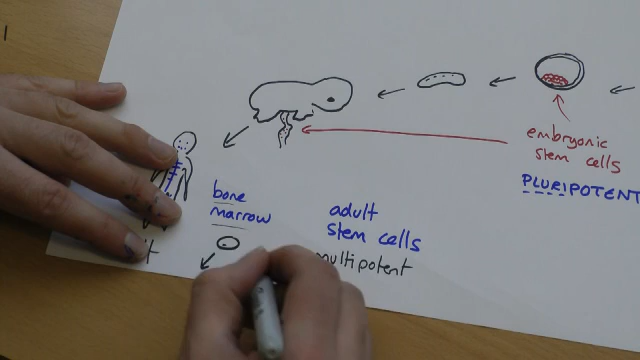 embryonic
stem cells
PLURIPOTENT
bone
marrow
adult
stem cells
multipotent